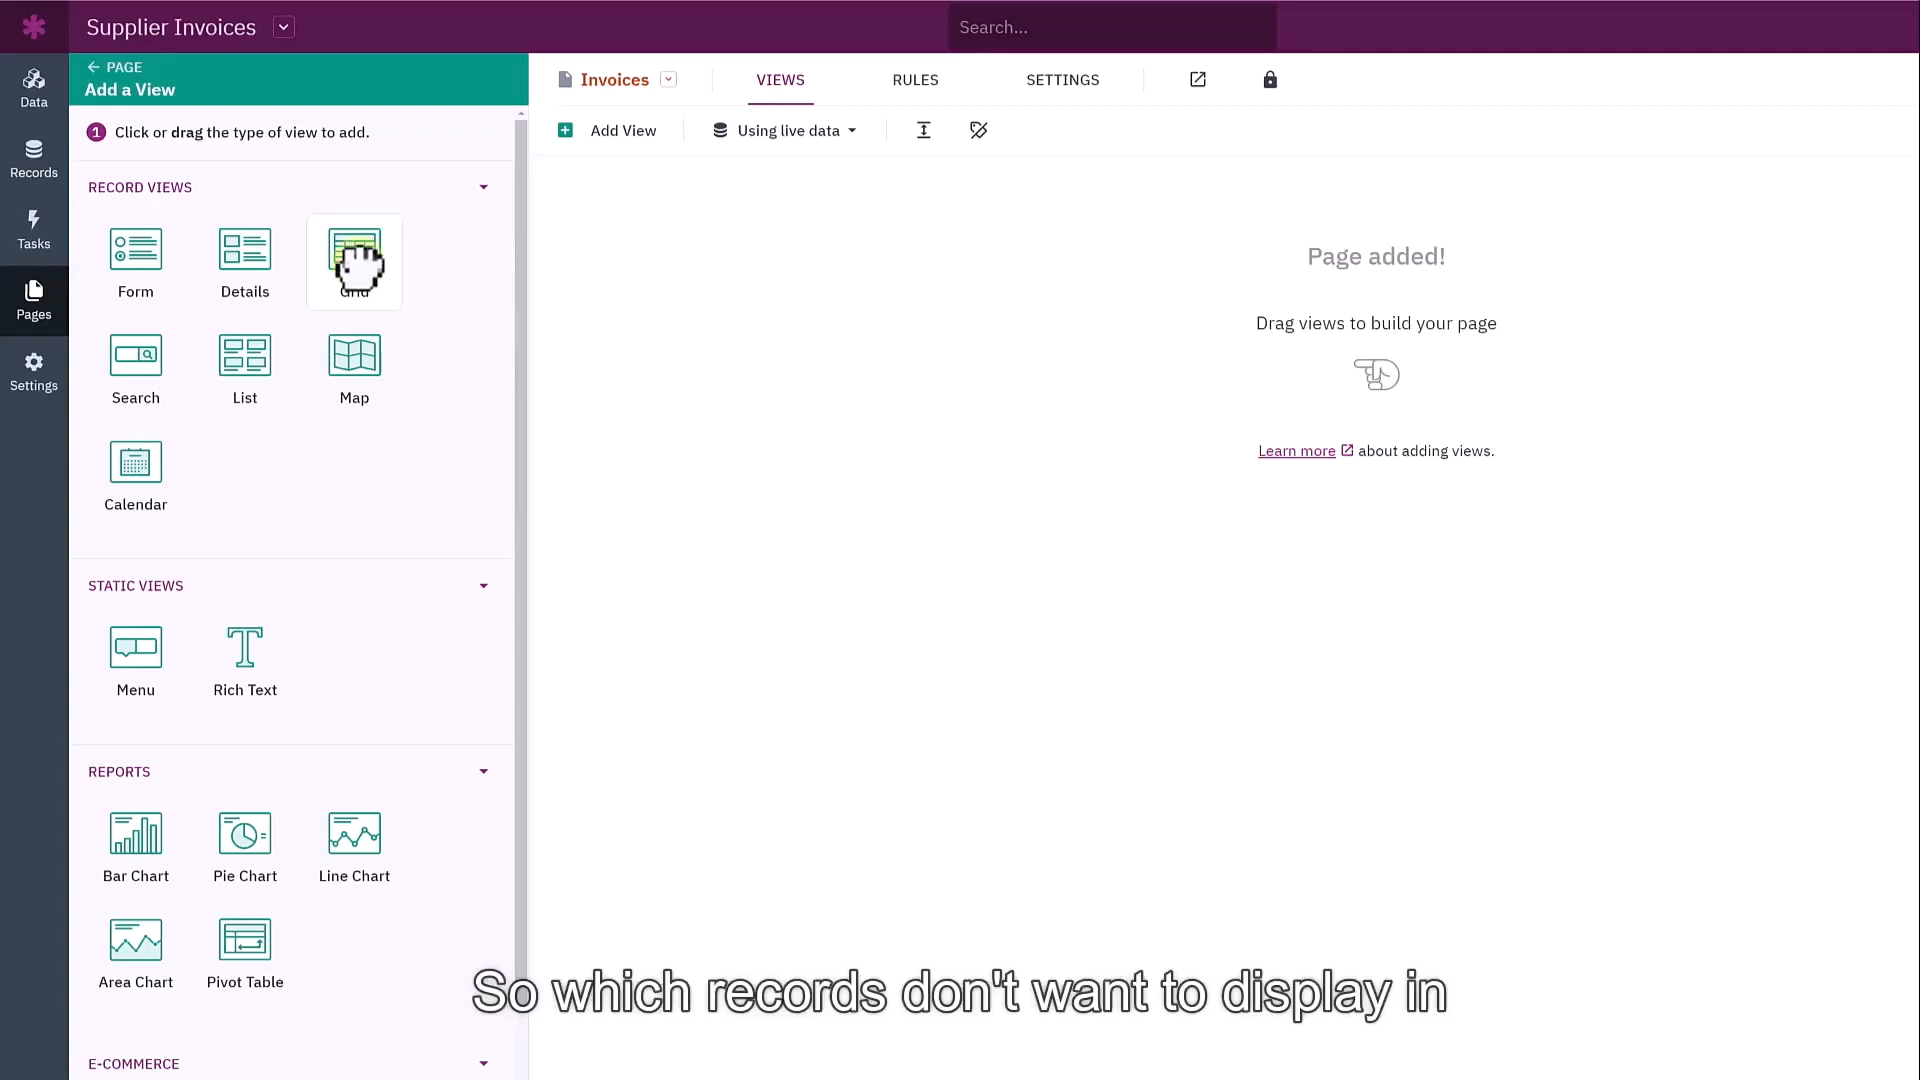 Supplier Invoices
Search...
Data
Records
Tasks
Pages
Settings
PAGE
Add a View
1 Click or drag the type of view to add.
RECORD VIEWS
Form
Details
Grid
Search
List
Map
Calendar
STATIC VIEWS
Menu
Rich Text
REPORTS
Bar Chart
Pie Chart
Line Chart
Area Chart
Pivot Table
E-COMMERCE
Invoices
VIEWS
RULES
SETTINGS
Add View
Using live data
Page added!
Drag views to build your page
Learn more about adding views.
So which records don't want to display in